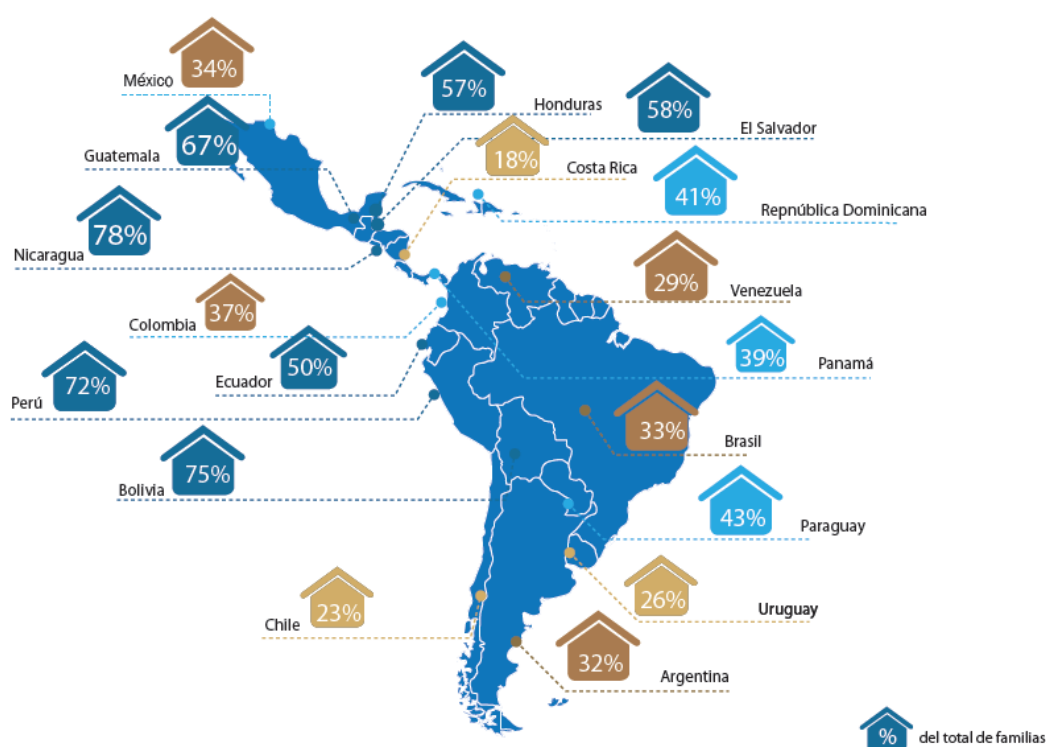 34%
México
57%
Honduras
58%
El Salvador
67%
Guatemala
18%
Costa Rica
41%
Repnública Dominicana
78%
Nicaragua
29%
Venezuela
37%
Colombia
39%
Panamá
50%
Ecuador
72%
Perú
33%
Brasil
75%
Bolivia
43%
Paraguay
23%
Chile
26%
Uruguay
32%
Argentina
% del total de familias